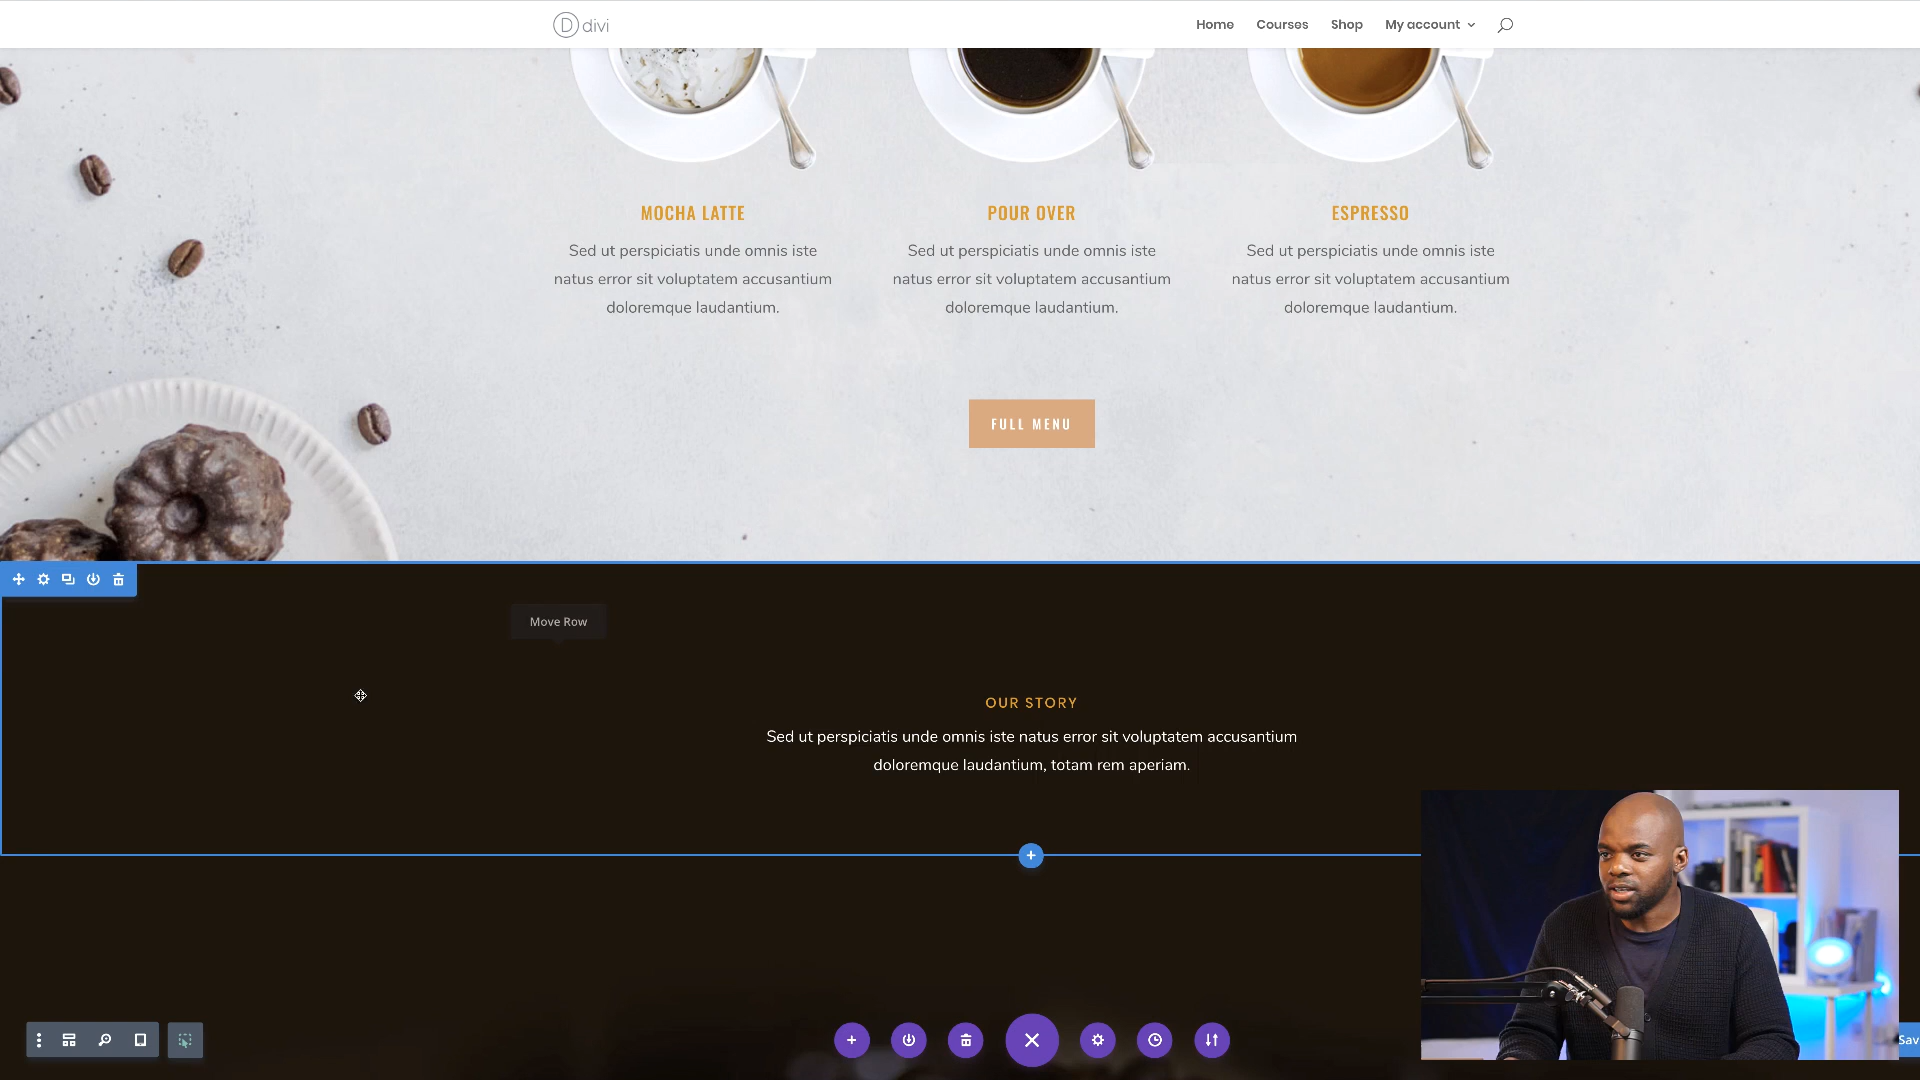 divi
Home Courses Shop My account
MOCHA LATTE
Sed ut perspiciatis unde omnis iste
natus error sit voluptatem accusantium
doloremque laudantium.
POUR OVER
Sed ut perspiciatis unde omnis iste
natus error sit voluptatem accusantium
doloremque laudantium.
ESPRESSO
Sed ut perspiciatis unde omnis iste
natus error sit voluptatem accusantium
doloremque laudantium.
FULL MENU
Move Row
OUR STORY
Sed ut perspiciatis unde omnis iste natus error sit voluptatem accusantium
doloremque laudantium, totam rem aperiam.
Sav